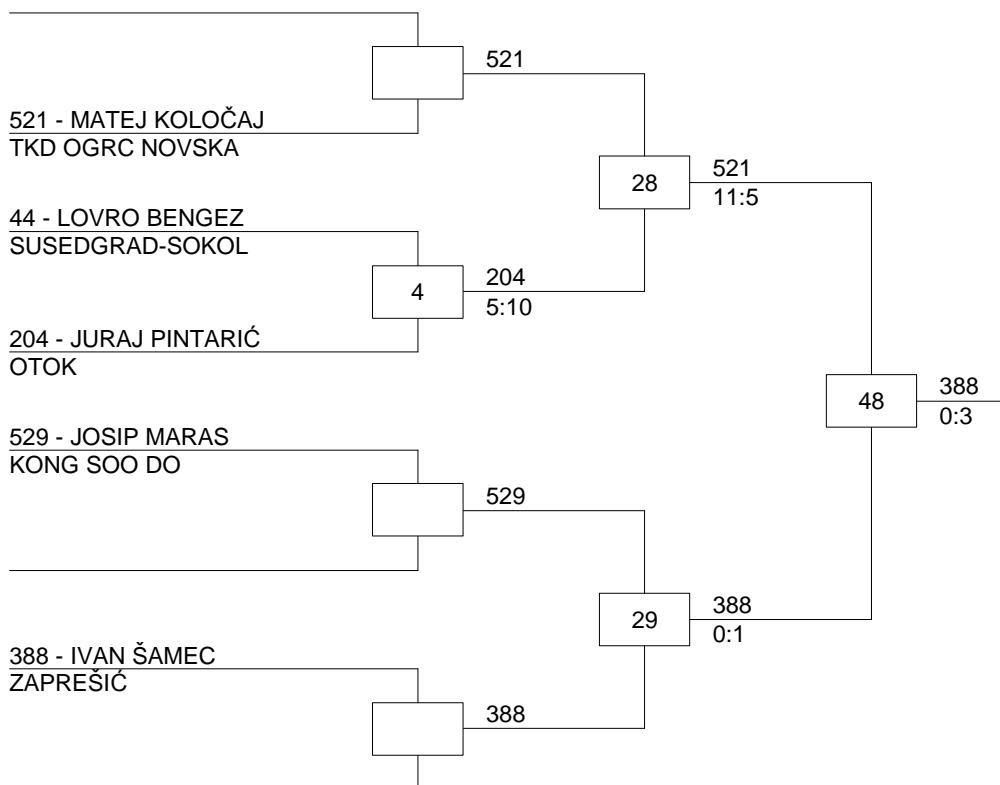 521
521 - MATEJ KOLOČAJ
TKD OGRC NOVSKA
28
521
11:5
44 - LOVRO BENGEZ
SUSEDGRAD-SOKOL
4
204
5:10
204 - JURAJ PINTARIĆ
OTOK
48
388
0:3
529 - JOSIP MARAS
KONG SOO DO
529
29
388
0:1
388 - IVAN ŠAMEC
ZAPREŠIĆ
388